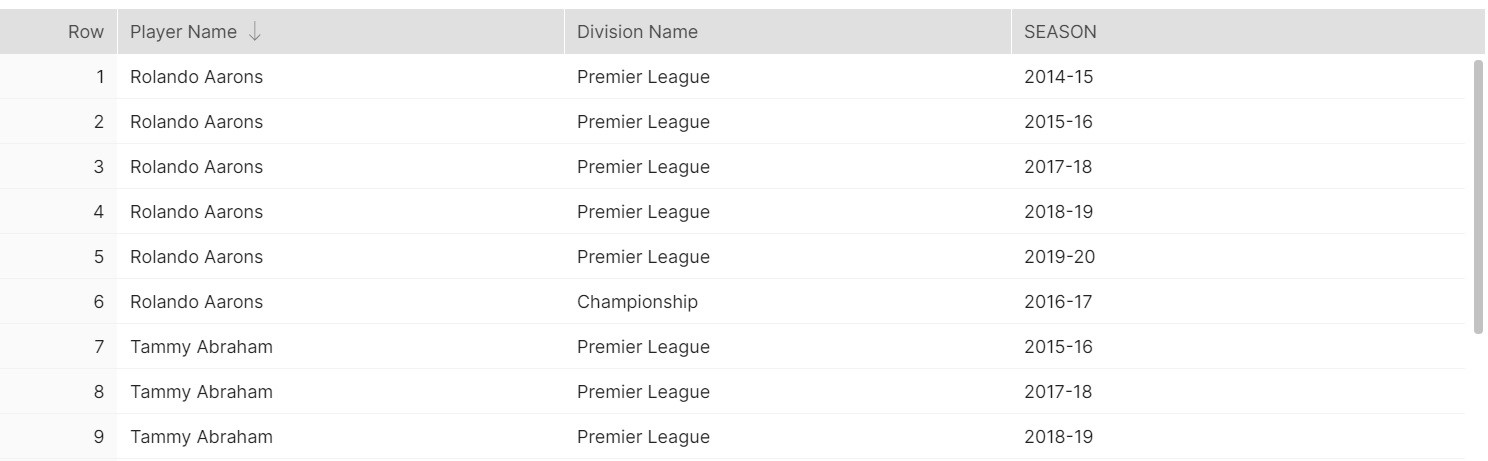 Row Player Name ↓ Division Name SEASON
1 Rolando Aarons Premier League 2014-15
2 Rolando Aarons Premier League 2015-16
3 Rolando Aarons Premier League 2017-18
4 Rolando Aarons Premier League 2018-19
5 Rolando Aarons Premier League 2019-20
6 Rolando Aarons Championship 2016-17
7 Tammy Abraham Premier League 2015-16
8 Tammy Abraham Premier League 2017-18
9 Tammy Abraham Premier League 2018-19